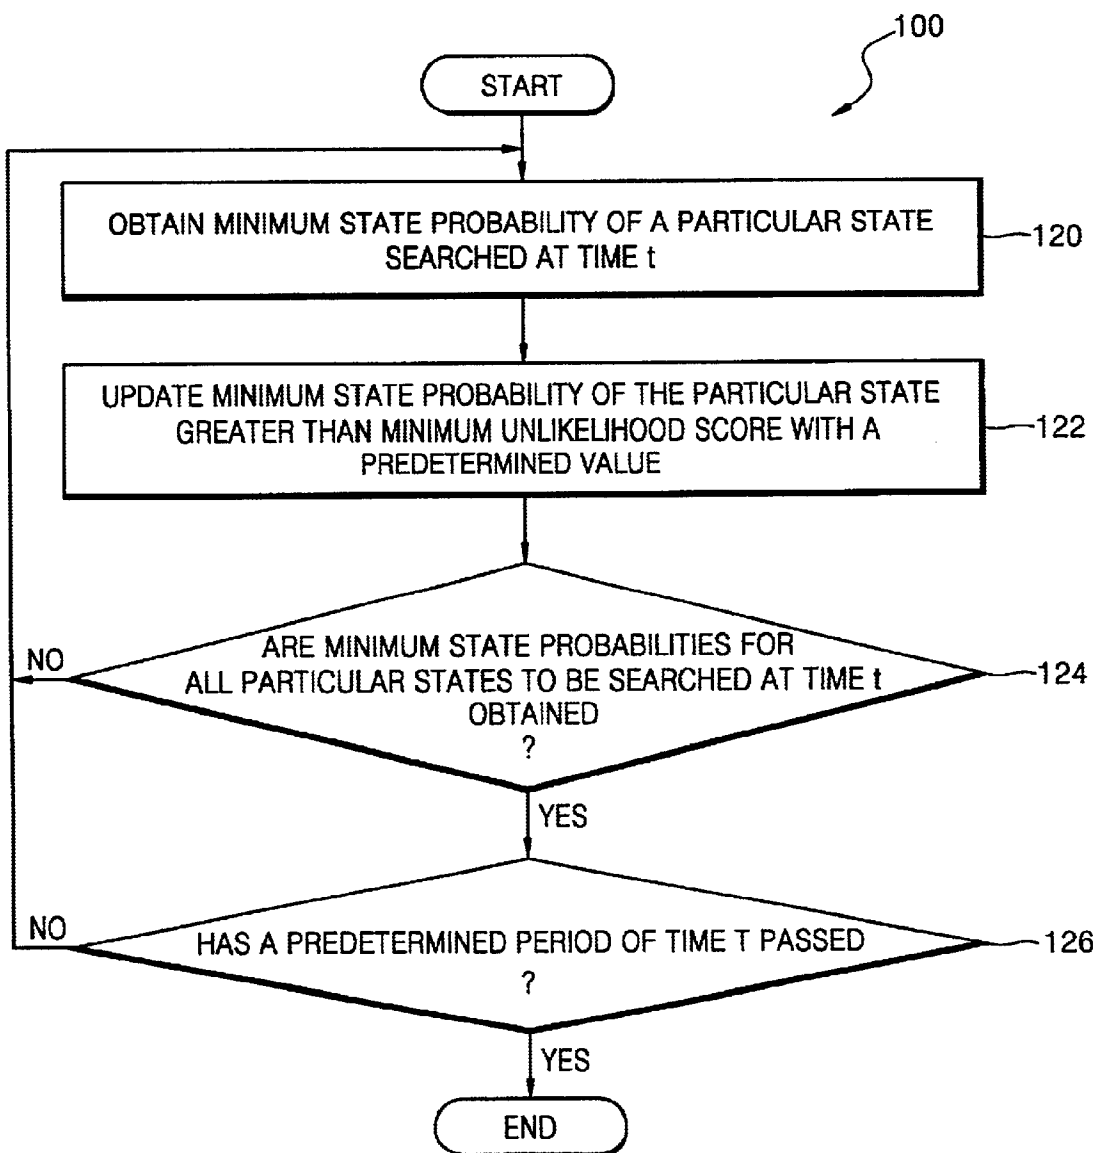 100
START
OBTAIN MINIMUM STATE PROBABILITY OF A PARTICULAR STATE
SEARCHED AT TIME t
120
UPDATE MINIMUM STATE PROBABILITY OF THE PARTICULAR STATE
GREATER THAN MINIMUM UNLIKELIHOOD SCORE WITH A
PREDETERMINED VALUE
122
ARE MINIMUM STATE PROBABILITIES FOR
ALL PARTICULAR STATES TO BE SEARCHED AT TIME t
OBTAINED
?
NO
124
YES
HAS A PREDETERMINED PERIOD OF TIME T PASSED
?
NO
126
YES
END